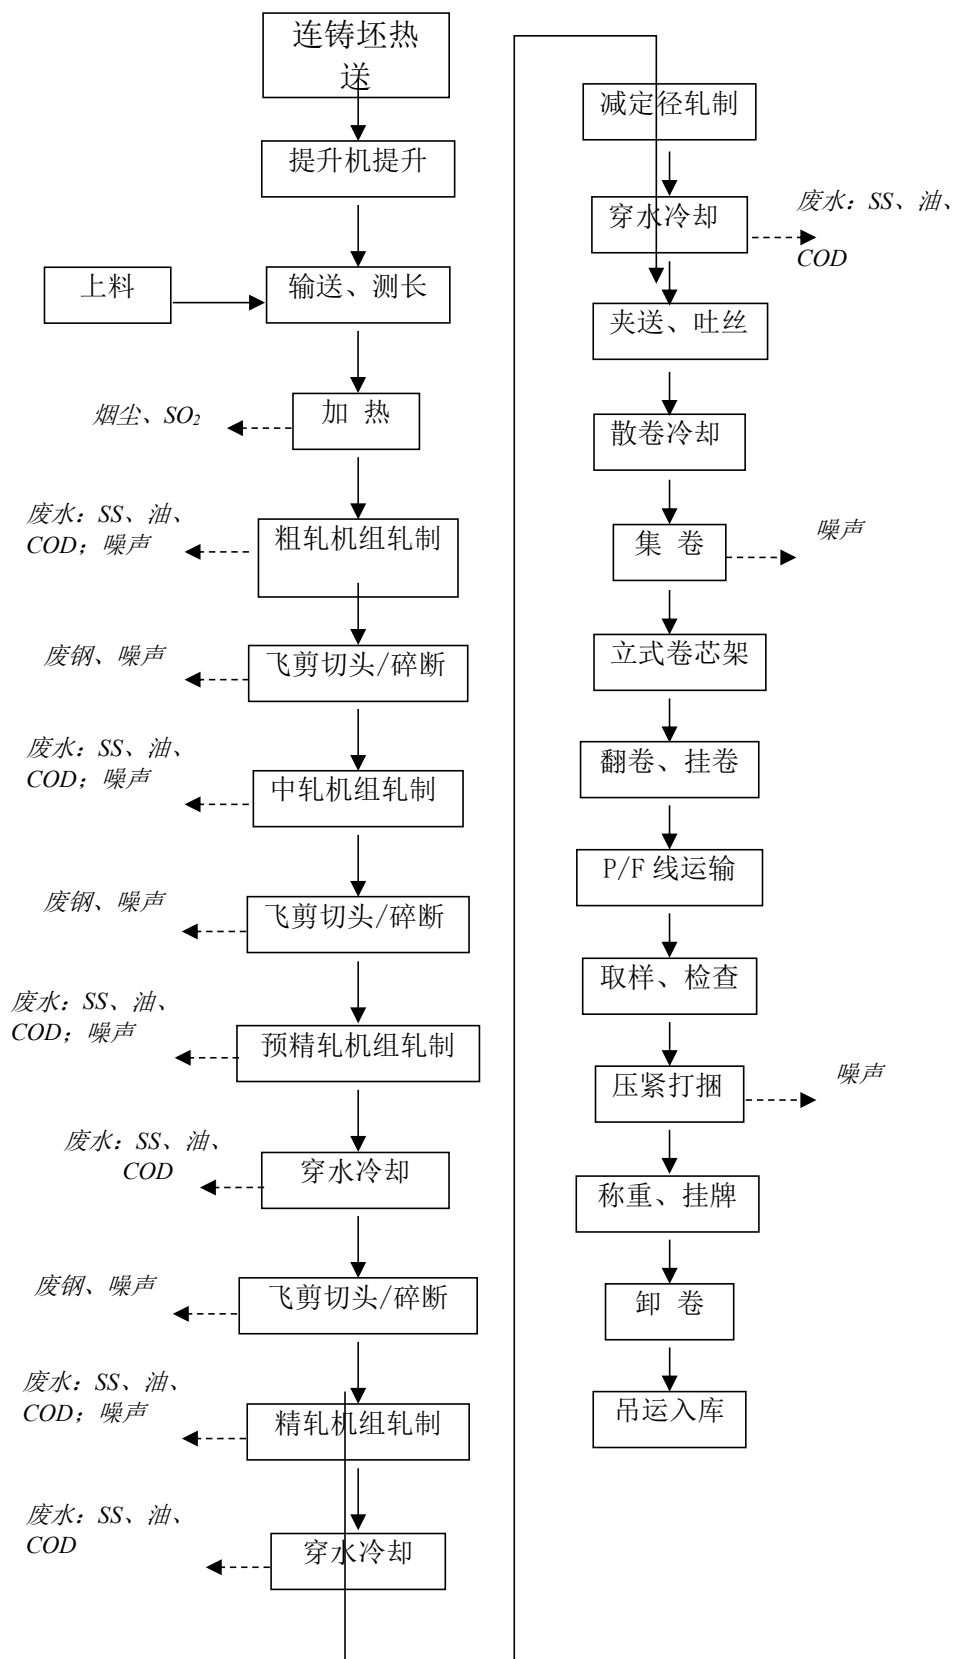 连铸坯热
送
提升机提升
上料
输送、测长
加 热
烟尘、SO₂
废水：SS、油、
COD；噪声
粗轧机组轧制
废钢、噪声
飞剪切头/碎断
废水：SS、油、
COD；噪声
中轧机组轧制
废钢、噪声
飞剪切头/碎断
废水：SS、油、
COD；噪声
预精轧机组轧制
废水：SS、油、
COD
穿水冷却
废钢、噪声
飞剪切头/碎断
废水：SS、油、
COD；噪声
精轧机组轧制
废水：SS、油、
COD
穿水冷却
减定径轧制
穿水冷却
废水：SS、油、
COD
夹送、吐丝
散卷冷却
集 卷
噪声
立式卷芯架
翻卷、挂卷
P/F 线运输
取样、检查
压紧打捆
噪声
称重、挂牌
卸 卷
吊运入库